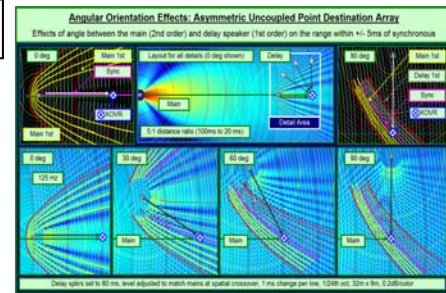 Angular Orientation Effects: Asymmetric Uncoupled Point Destination Array
Effects of angle between the main (2nd order) and delay speaker (1st order) on the range within +/- 5ms of synchronous
0 deg
Main 1st
Sync
XOVR
Main 1st
Layout for all details (0 deg shown)
Delay
Main
Detail Area
5:1 distance ratio (100ms to 20 ms)
90 deg
Main 1st
Delay 1st
Sync
XOVR
0 deg
125 Hz
30 deg
Main
60 deg
Main
90 deg
Main
Delay spkrs set to 80 ms, level adjusted to match mains at spatial crossover, 1 ms change per line, 1/24th oct, 32m x 9m, 0.2dB/color